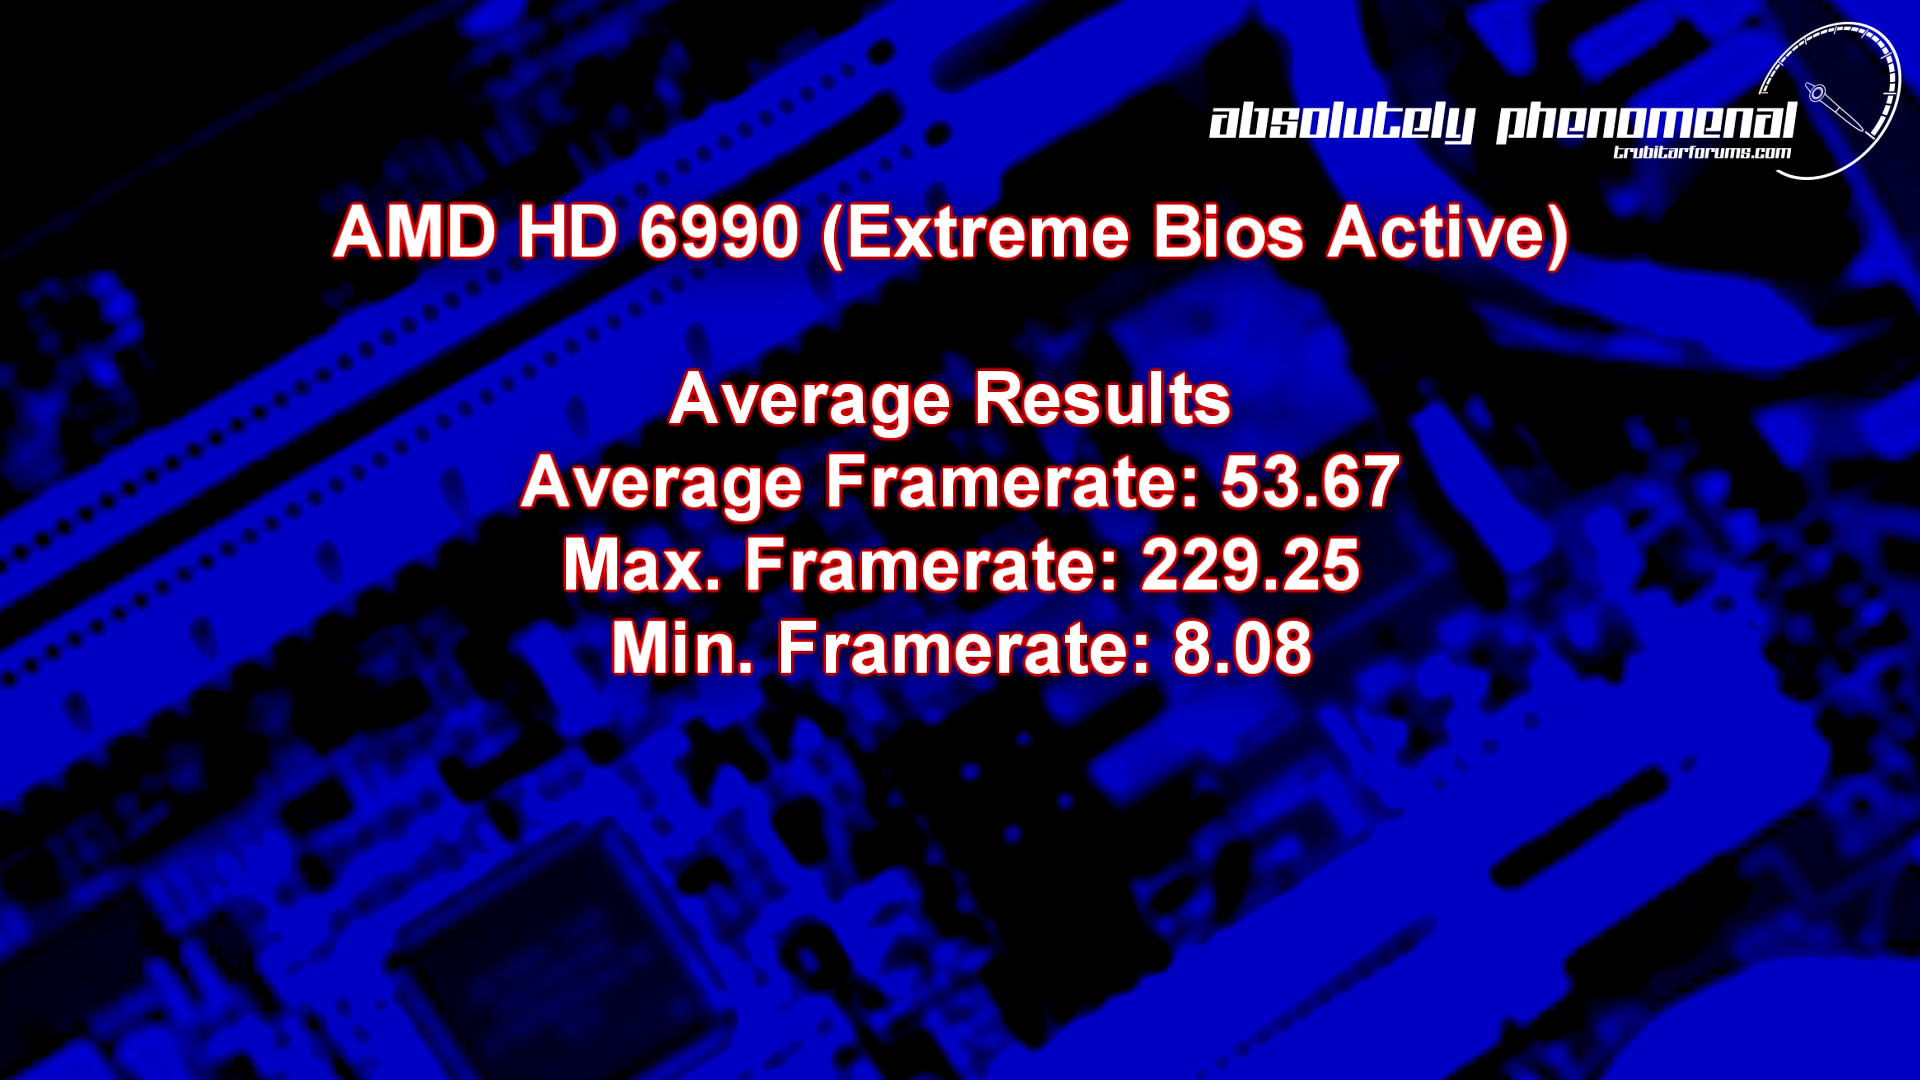 absolutely phenomenal
trubitarforums.com
AMD HD 6990 (Extreme Bios Active)
Average Results
Average Framerate: 53.67
Max. Framerate: 229.25
Min. Framerate: 8.08